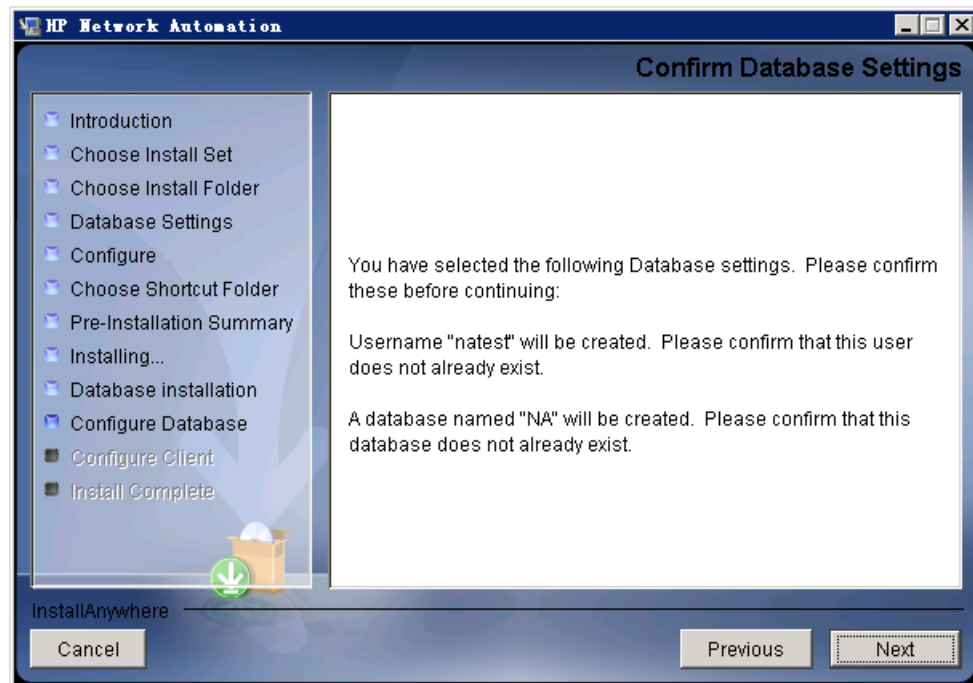 HP Network Automation
Confirm Database Settings
Introduction
Choose Install Set
Choose Install Folder
Database Settings
Configure
Choose Shortcut Folder
Pre-Installation Summary
Installing...
Database installation
Configure Database
Configure Client
Install Complete
You have selected the following Database settings. Please confirm
these before continuing:
Username "natest" will be created. Please confirm that this user
does not already exist.
A database named "NA" will be created. Please confirm that this
database does not already exist.
InstallAnywhere
Cancel
Previous
Next